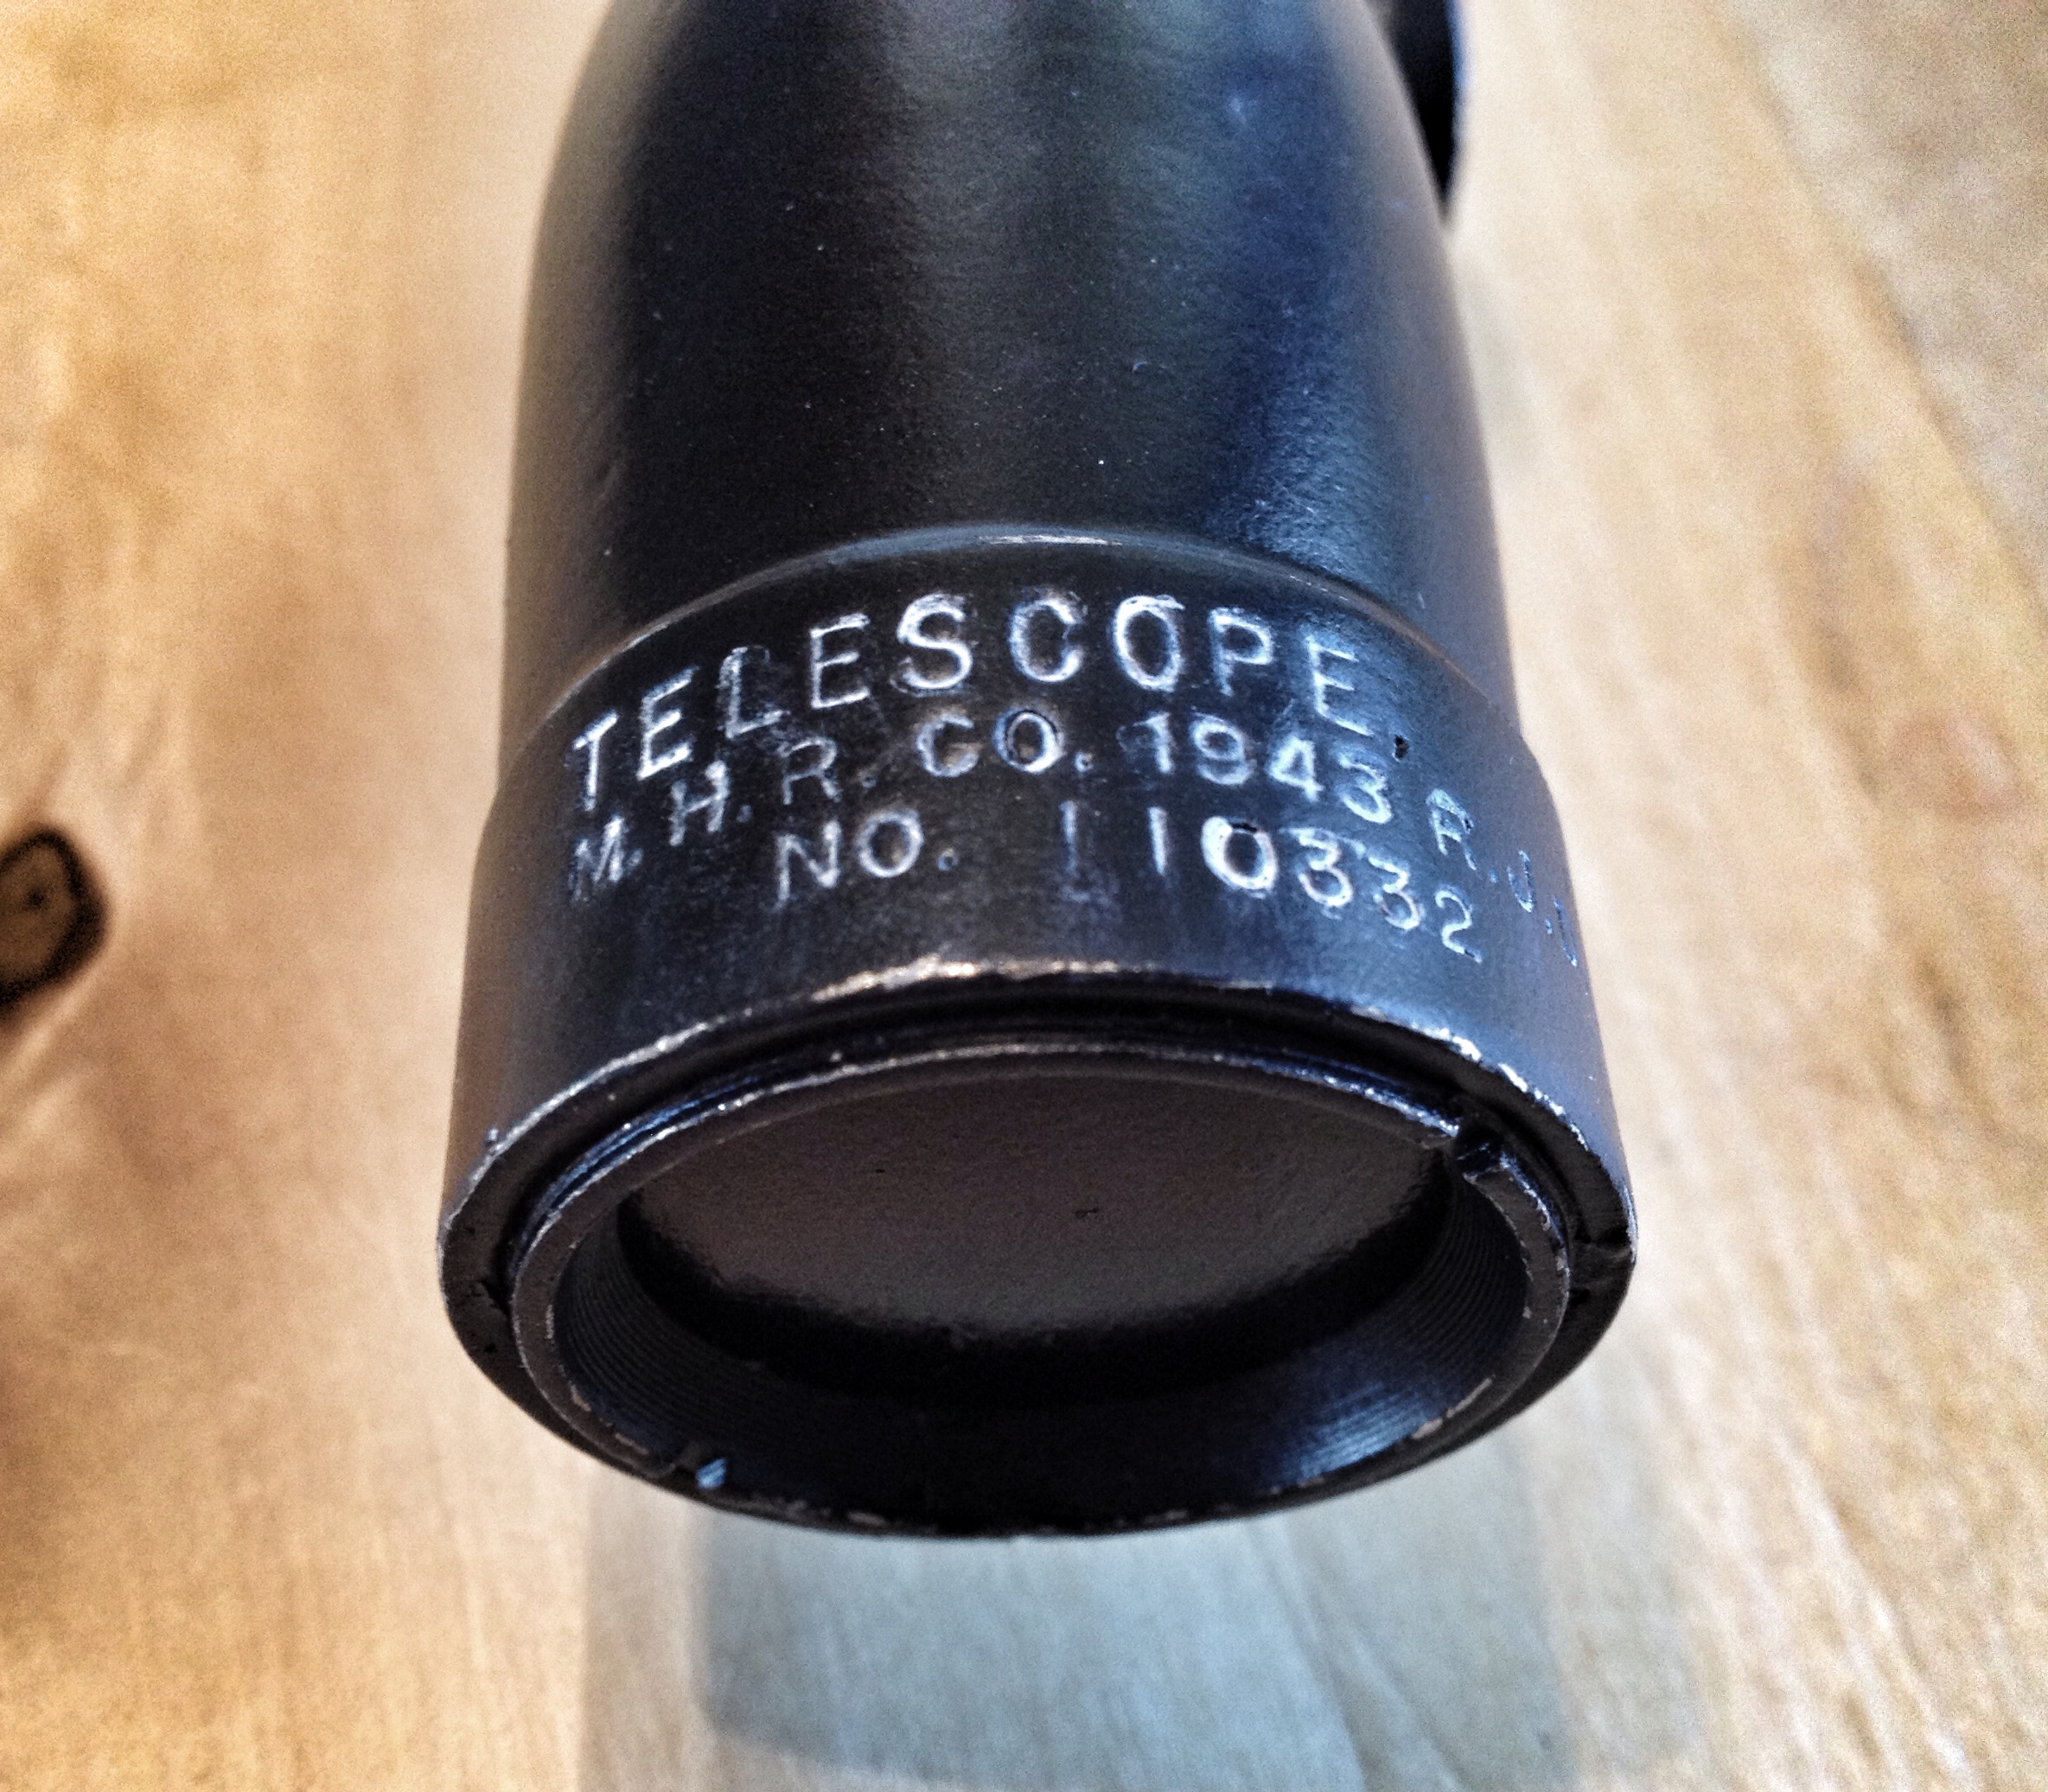 TELESCOPE.
M. H. R. CO. 1943 R. J.
NO. 110332